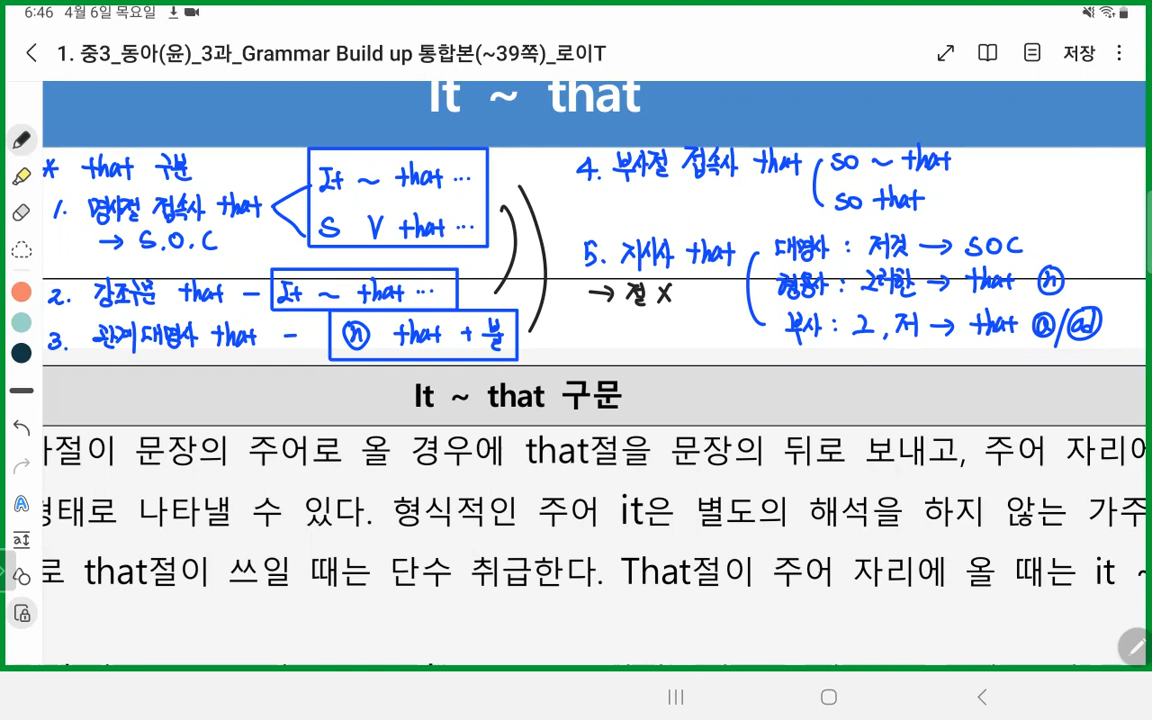 6:46 4월 6일 목요일
1. 중3_동아(윤)_3과_Grammar Build up 통합본(~39쪽)_로이T
저장
It ~ that
* that 구분
1. 명사절 접속사 that
→ S.O.C
It ~ that ...
S V that ...
2. 강조구문 that - It ~ that ...
3. 관계대명사 that - ⓝ that + 불
4. 부사절 접속사 that
so ~ that
so that
5. 지시사 that
→ 절 X
대명사 : 저것 → SOC
형용사 : 그러한 → that ⓝ
부사 : 그, 저 → that ⓐ/ad
It ~ that 구문
사절이 문장의 주어로 올 경우에 that절을 문장의 뒤로 보내고, 주어 자리에
형태로 나타낼 수 있다. 형식적인 주어 it은 별도의 해석을 하지 않는 가주
로 that절이 쓰일 때는 단수 취급한다. That절이 주어 자리에 올 때는 it ~